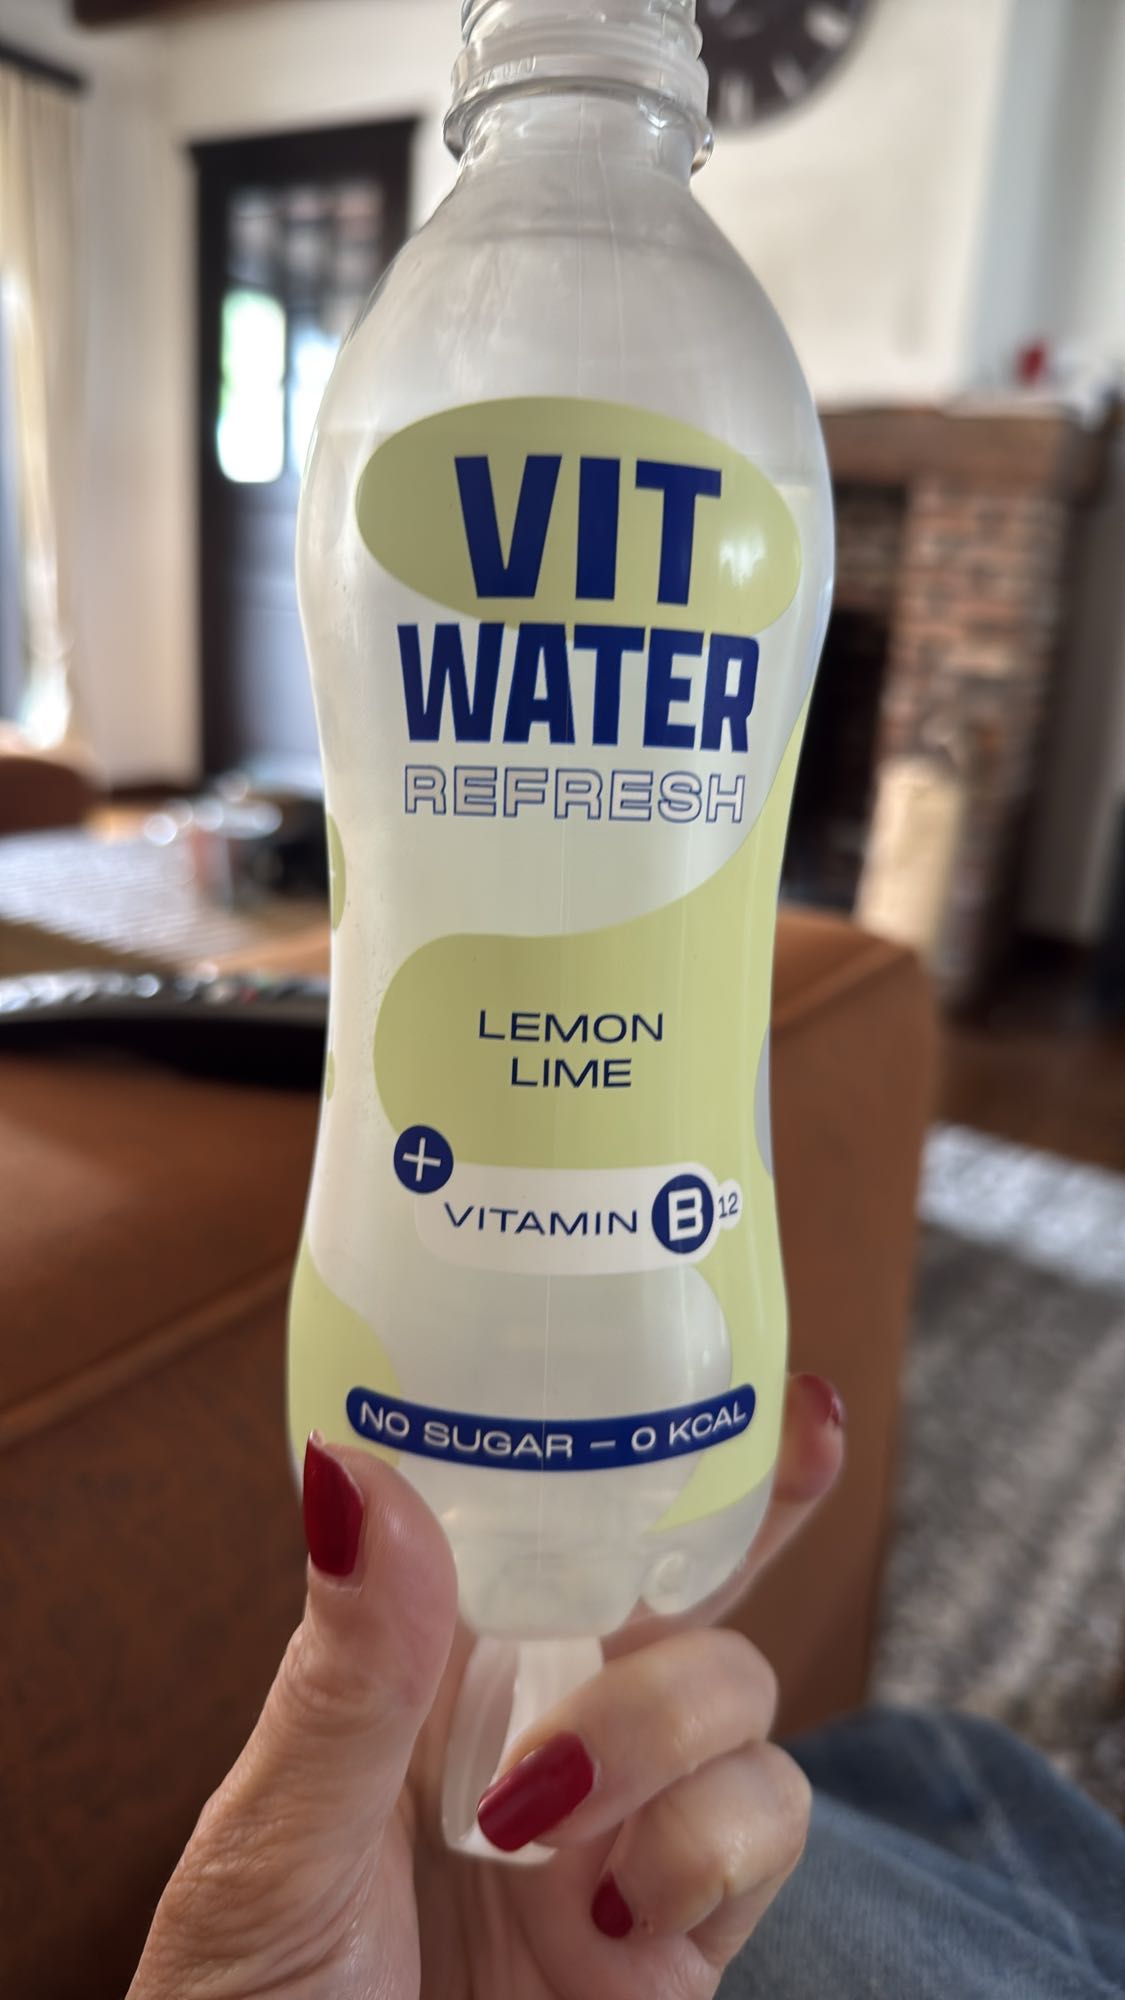 VIT
WATER
REFRESH
LEMON
LIME
+
VITAMIN B12
NO SUGAR – 0 KCAL